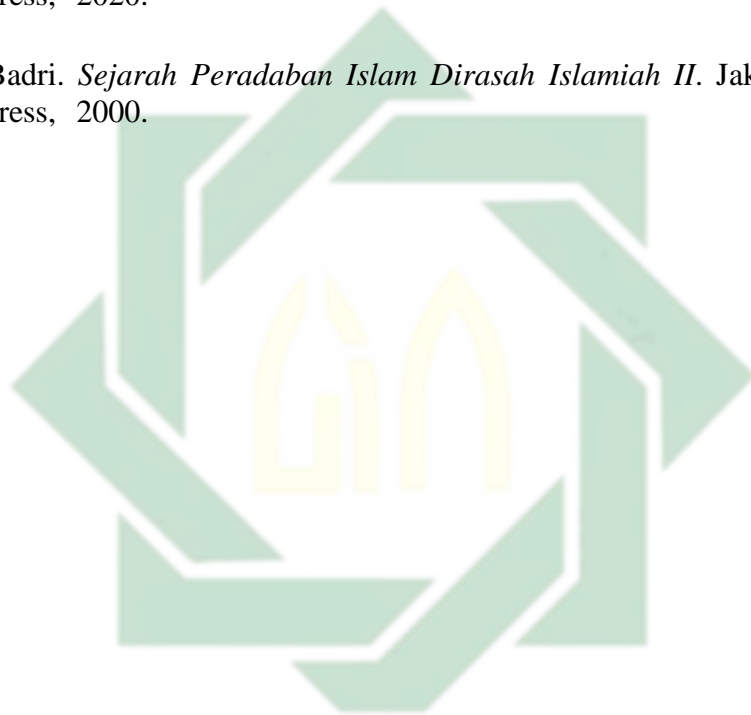 ress, 2020.
Badri. Sejarah Peradaban Islam Dirasah Islamiah II. Jak
ress, 2000.